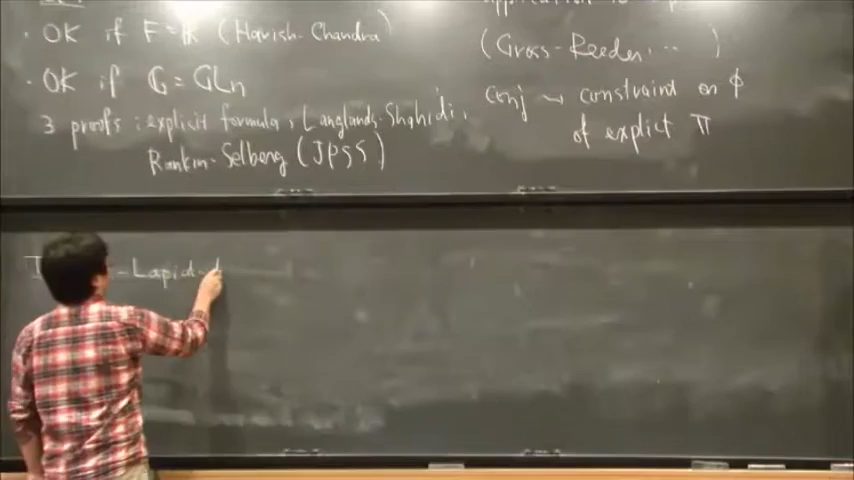 · OK if F = ℝ (Harish-Chandra)
· OK if G = GLn
3 proofs : explicit formula, Langlands-Shahidi,
Rankin-Selberg (JPSS)
(Gross-Reeder, ... )
Conj ⇝ constraint on φ
of explicit π
- Lapid -